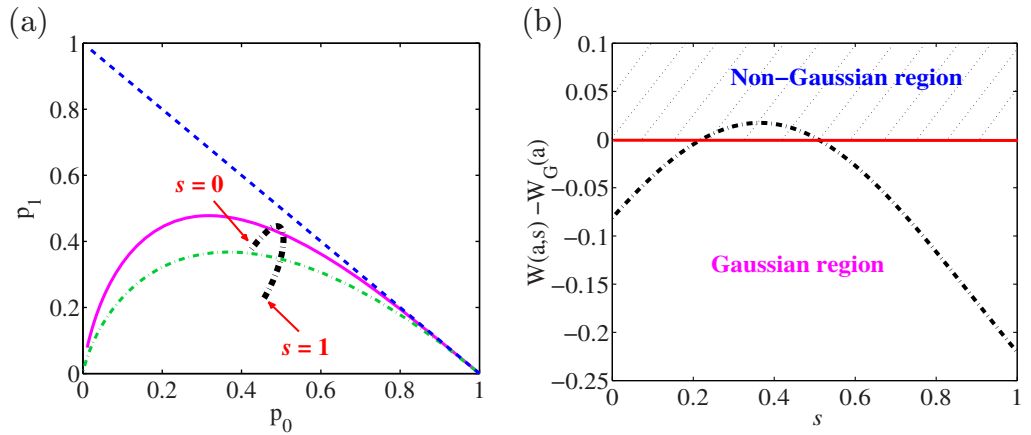 (a)
1
0.8
0.6
0.4
0.2
0
p1
0
0.2
0.4
0.6
0.8
1
p0
s = 0
s = 1
(b)
0.1
0.05
0
−0.05
−0.1
−0.15
−0.2
−0.25
W(a,s) −W_G(a)
0
0.2
0.4
0.6
0.8
1
s
Non−Gaussian region
Gaussian region